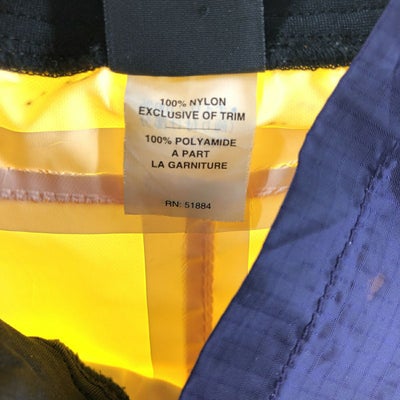 100% NYLON
EXCLUSIVE OF TRIM
100% POLYAMIDE
A PART
LA GARNITURE
RN: 51884